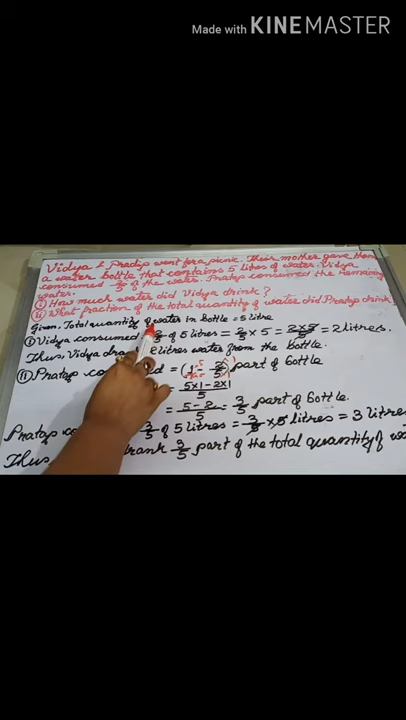 Made with KINEMASTER
Vidya & Pratap went for a picnic. Their mother gave them
a water bottle that contains 5 litres of water. Vidya
consumed 2/5 of the water. Pratap consumed the remaining
water.
(i) How much water did Vidya drink?
(ii) What fraction of the total quantity of water did Pratap drink
Given, Total quantity of water in bottle = 5 litre
(i) Vidya consumed 2/5 of 5 litres = 2/5 × 5 = 2×5/5 = 2 litres.
Thus, Vidya drank 2 litres water from the bottle.
(ii) Pratap d = (1 - 2/5) part of bottle
= 5×1-2×1/5
= 5-2/5 = 3/5 part of bottle.
Pratap 3/5 of 5 litres = 3/5 × 5 litres = 3 litres
Thus, drank 3/5 part of the total quantity of